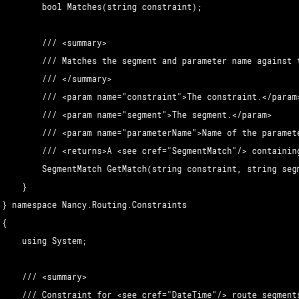 bool Matches(string constraint);
/// <summary>
/// Matches the segment and parameter name against
/// </summary>
/// <param name="constraint">The constraint.</param>
/// <param name="segment">The segment.</param>
/// <param name="parameterName">Name of the paramete
/// <returns>A <see cref="SegmentMatch"/> containing
SegmentMatch GetMatch(string constraint, string segm
}
} namespace Nancy.Routing.Constraints
{
using System;
/// <summary>
/// Constraint for <see cref="DateTime"/> route segments